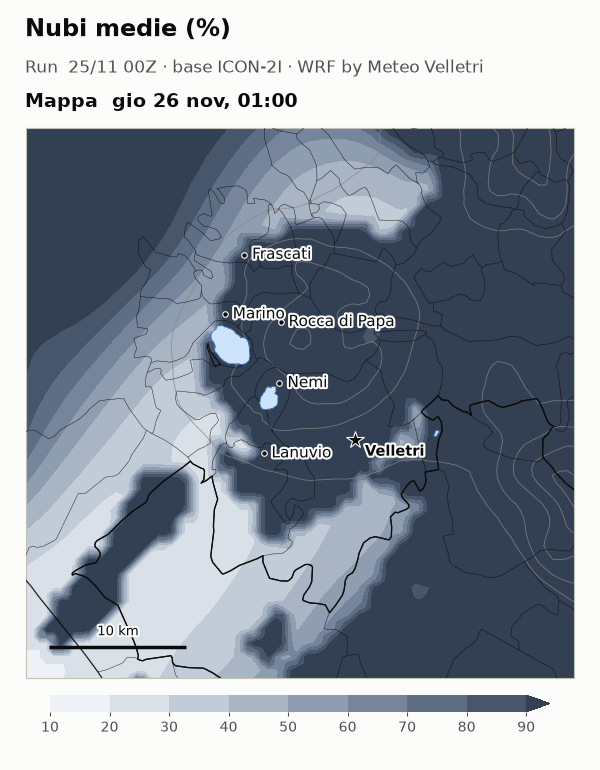 Nubi medie (%)
Run 25/11 00Z · base ICON-2I · WRF by Meteo Velletri
Mappa gio 26 nov, 01:00
Frascati
Marino
Rocca di Papa
Nemi
Velletri
Lanuvio
10 km
10 20 30 40 50 60 70 80 90